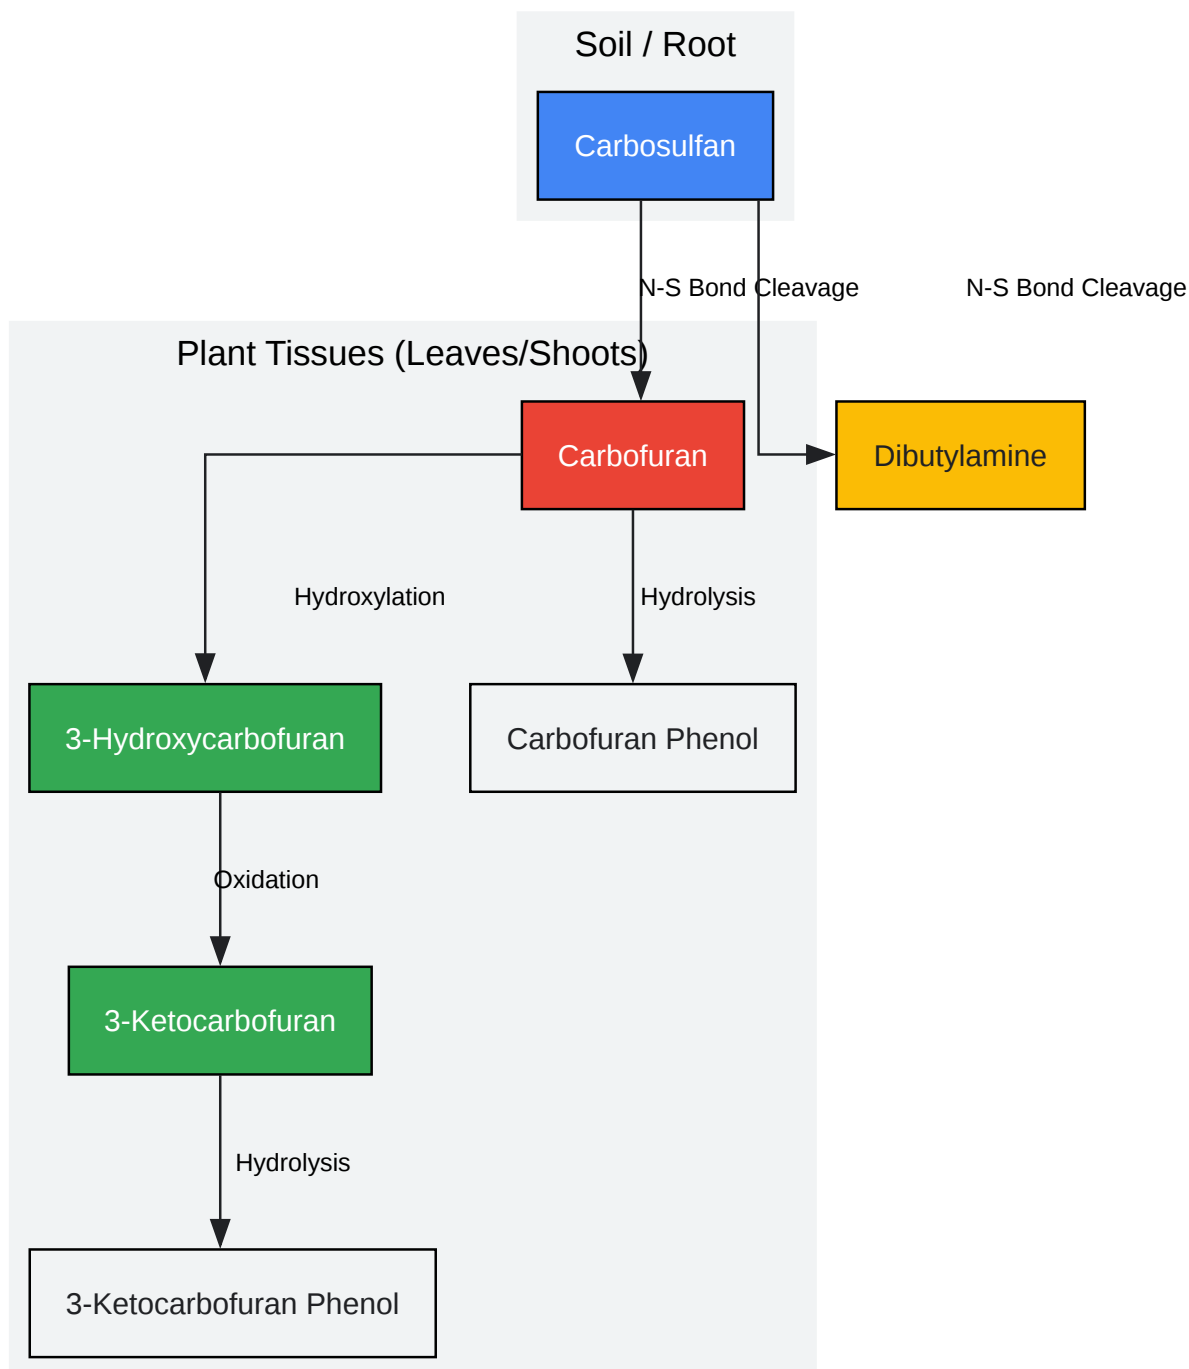 Soil / Root
Carbosulfan
N-S Bond Cleavage
N-S Bond Cleavage
Plant Tissues (Leaves/Shoots)
Carbofuran
Dibutylamine
Hydroxylation
Hydrolysis
3-Hydroxycarbofuran
Carbofuran Phenol
Oxidation
3-Ketocarbofuran
Hydrolysis
3-Ketocarbofuran Phenol